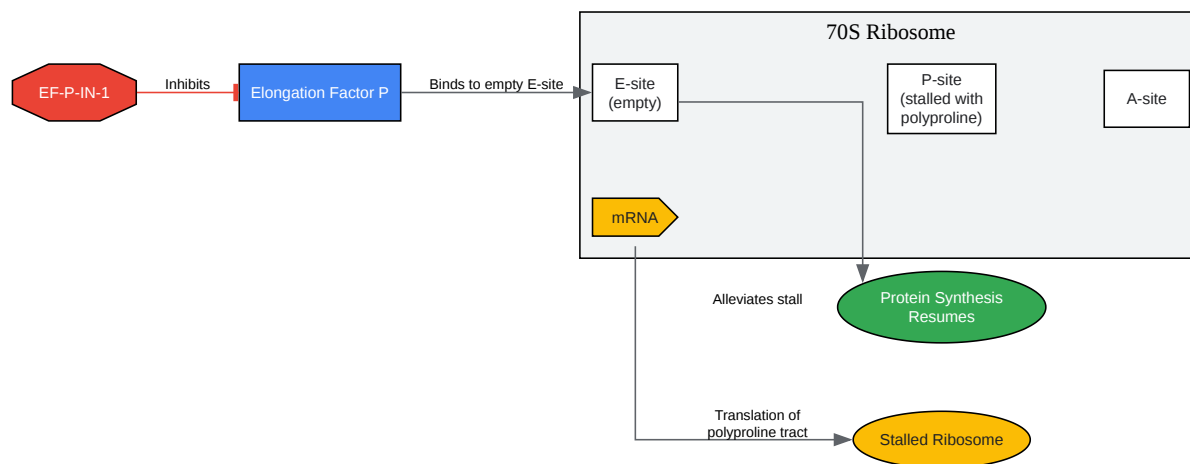 70S Ribosome
EF-P-IN-1
Inhibits
Elongation Factor P
Binds to empty E-site
E-site
(empty)
P-site
(stalled with
polyproline)
A-site
mRNA
Alleviates stall
Protein Synthesis
Resumes
Translation of
polyproline tract
Stalled Ribosome